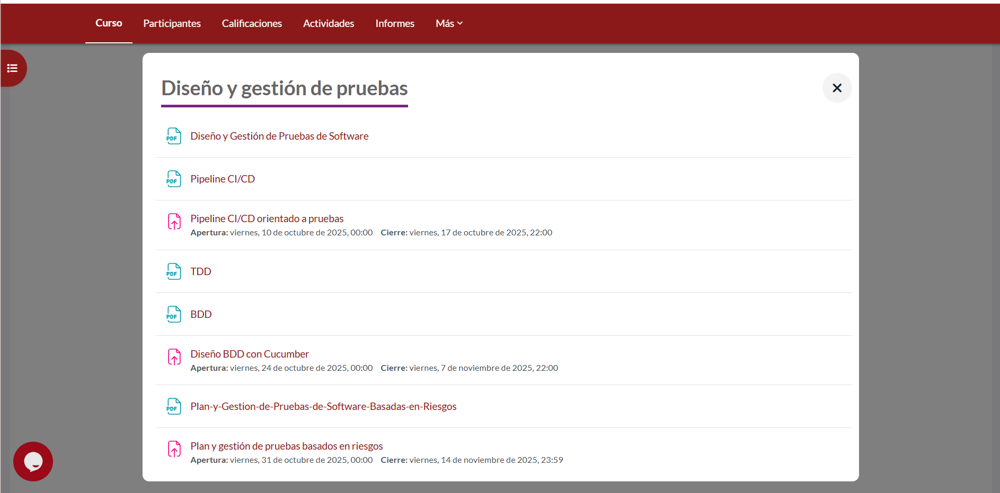 Curso Participantes Calificaciones Actividades Informes Más
Diseño y gestión de pruebas
PDF Diseño y Gestión de Pruebas de Software
PDF Pipeline CI/CD
Pipeline CI/CD orientado a pruebas
Apertura: viernes, 10 de octubre de 2025, 00:00 Cierre: viernes, 17 de octubre de 2025, 22:00
PDF TDD
PDF BDD
Diseño BDD con Cucumber
Apertura: viernes, 24 de octubre de 2025, 00:00 Cierre: viernes, 7 de noviembre de 2025, 22:00
PDF Plan-y-Gestion-de-Pruebas-de-Software-Basadas-en-Riesgos
Plan y gestión de pruebas basados en riesgos
Apertura: viernes, 31 de octubre de 2025, 00:00 Cierre: viernes, 14 de noviembre de 2025, 23:59